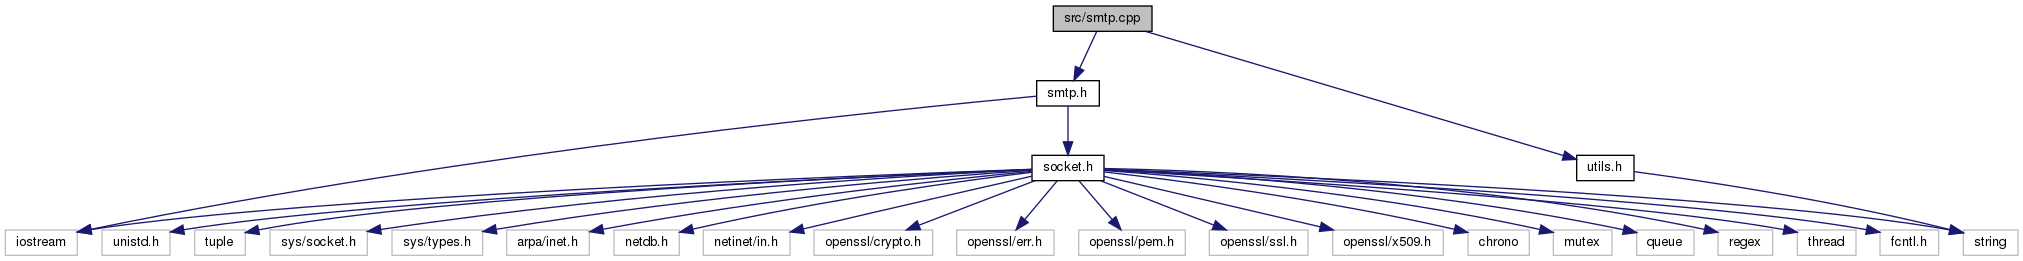 src/smtp.cpp
smtp.h
socket.h
utils.h
iostream
unistd.h
tuple
sys/socket.h
sys/types.h
arpa/inet.h
netdb.h
netinet/in.h
openssl/crypto.h
openssl/err.h
openssl/pem.h
openssl/ssl.h
openssl/x509.h
chrono
mutex
queue
regex
thread
fcntl.h
string